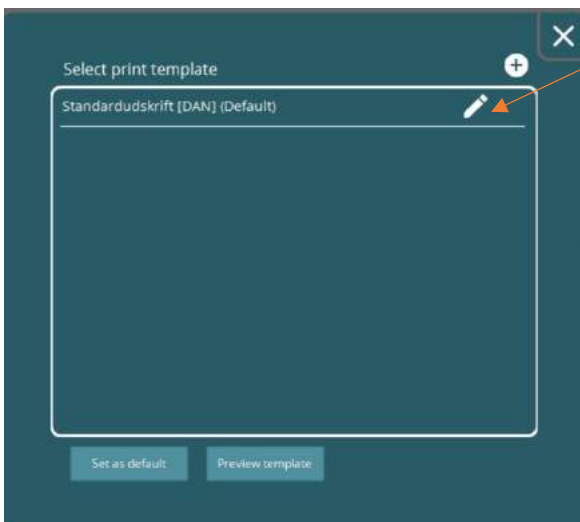 Select print template
Standardudskrift [DAN] (Default)
Set as default
Preview template